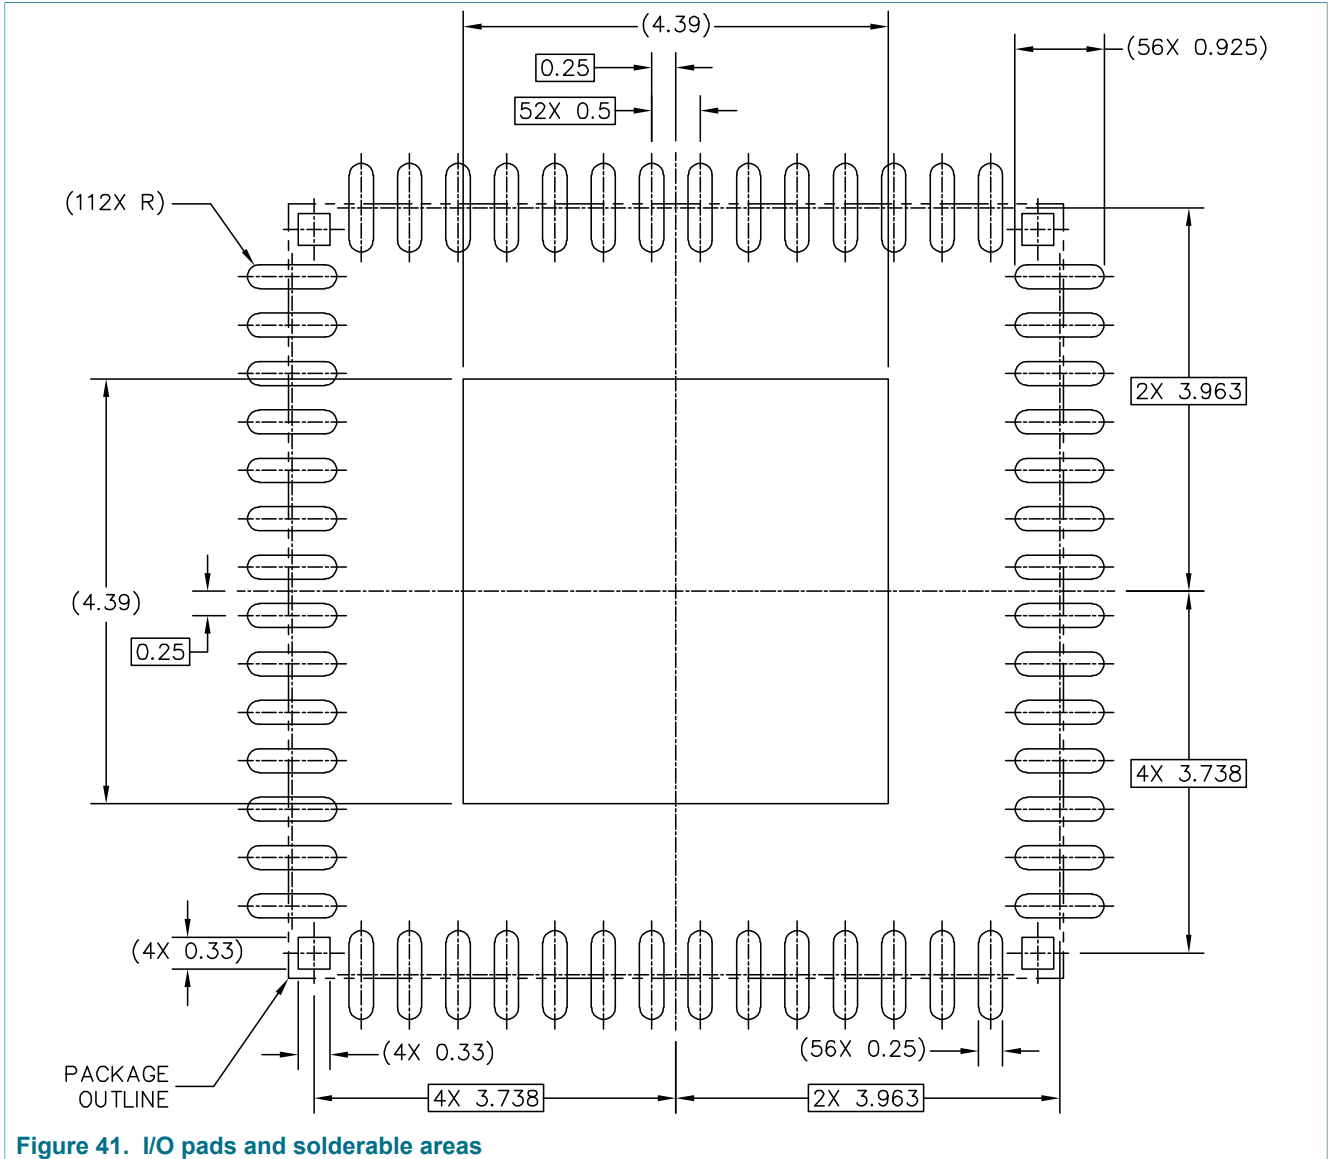 (4.39)
0.25
(56X 0.925)
52X 0.5
(112X R)
2X 3.963
(4.39)
0.25
4X 3.738
(4X 0.33)
(4X 0.33)
(56X 0.25)
PACKAGE
OUTLINE
4X 3.738
2X 3.963
Figure 41. I/O pads and solderable areas